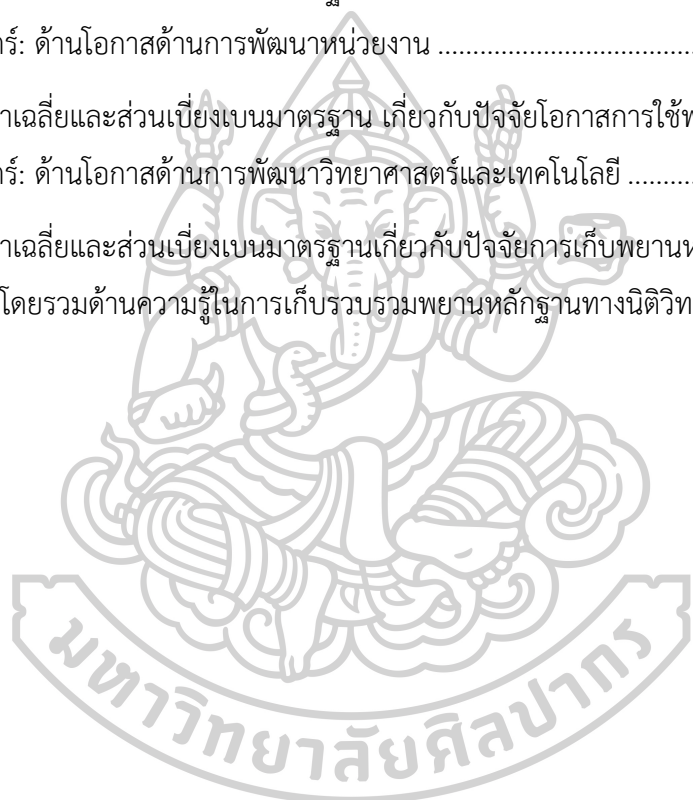 ร์: ด้านโอกาสด้านการพัฒนาหน่วยงาน ....................................
าเฉลี่ยและส่วนเบี่ยงเบนมาตรฐาน เกี่ยวกับปัจจัยโอกาสการใช้พ
ร์: ด้านโอกาสด้านการพัฒนาวิทยาศาสตร์และเทคโนโลยี ..........
าเฉลี่ยและส่วนเบี่ยงเบนมาตรฐานเกี่ยวกับปัจจัยการเก็บพยานห
โดยรวมด้านความรู้ในการเก็บรวบรวมพยานหลักฐานทางนิติวิท
มหาวิทยาลัยศิลปากร